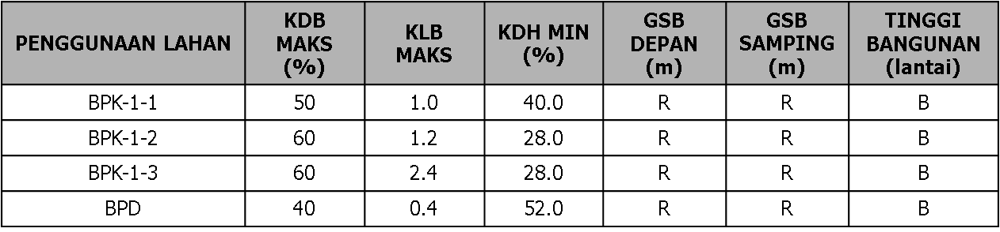 PENGGUNAAN LAHAN KDB MAKS (%) KLB MAKS KDH MIN (%) GSB DEPAN (m) GSB SAMPING (m) TINGGI BANGUNAN (lantai)
BPK-1-1 50 1.0 40.0 R R B
BPK-1-2 60 1.2 28.0 R R B
BPK-1-3 60 2.4 28.0 R R B
BPD 40 0.4 52.0 R R B